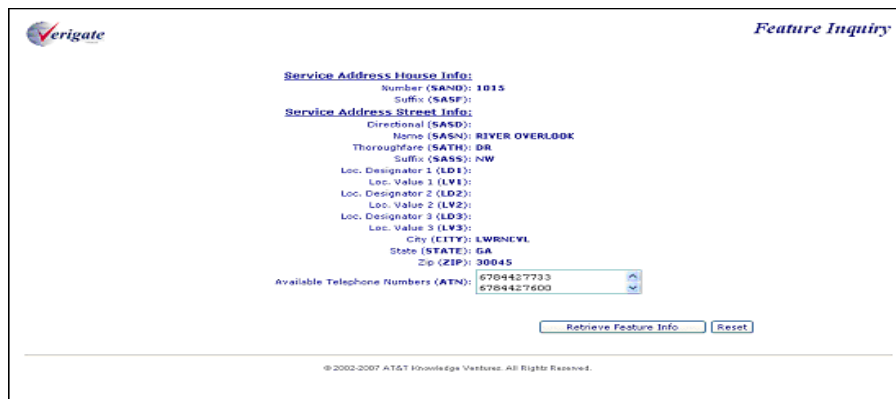 Verigate
Feature Inquiry
Service Address House Info:
Number (SANO): 1015
Suffix (SASF):
Service Address Street Info:
Directional (SASD):
Name (SASN): RIVER OVERLOOK
Thoroughfare (SATH): DR
Suffix (SASS): NW
Loc. Designator 1 (LD1):
Loc. Value 1 (LV1):
Loc. Designator 2 (LD2):
Loc. Value 2 (LV2):
Loc. Designator 3 (LD3):
Loc. Value 3 (LV3):
City (CITY): LWRNCVL
State (STATE): GA
Zip (ZIP): 30045
Available Telephone Numbers (ATN): 6784427733
6784427600
Retrieve Feature Info Reset
© 2002-2007 AT&T Knowledge Ventures. All Rights Reserved.